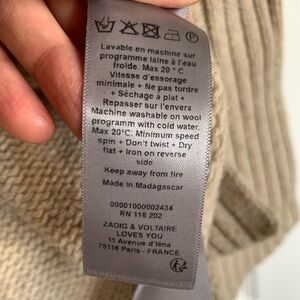 Lavable en machine sur
programme laine à l'eau
froide. Max 20 ° C
Vitesse d'essorage
minimale + Ne pas tordre
+ Séchage à plat +
Repasser sur l'envers
Machine washable on wool
programm with cold water.
Max 20°C. Minimum speed
spin + Don't twist + Dry
flat + iron on reverse
side
Keep away from fire
Made in Madagascar
00001000002434
RN 116 202
ZADIG & VOLTAIRE
LOVES YOU
11 Avenue d'Iéna
75116 Paris - FRANCE